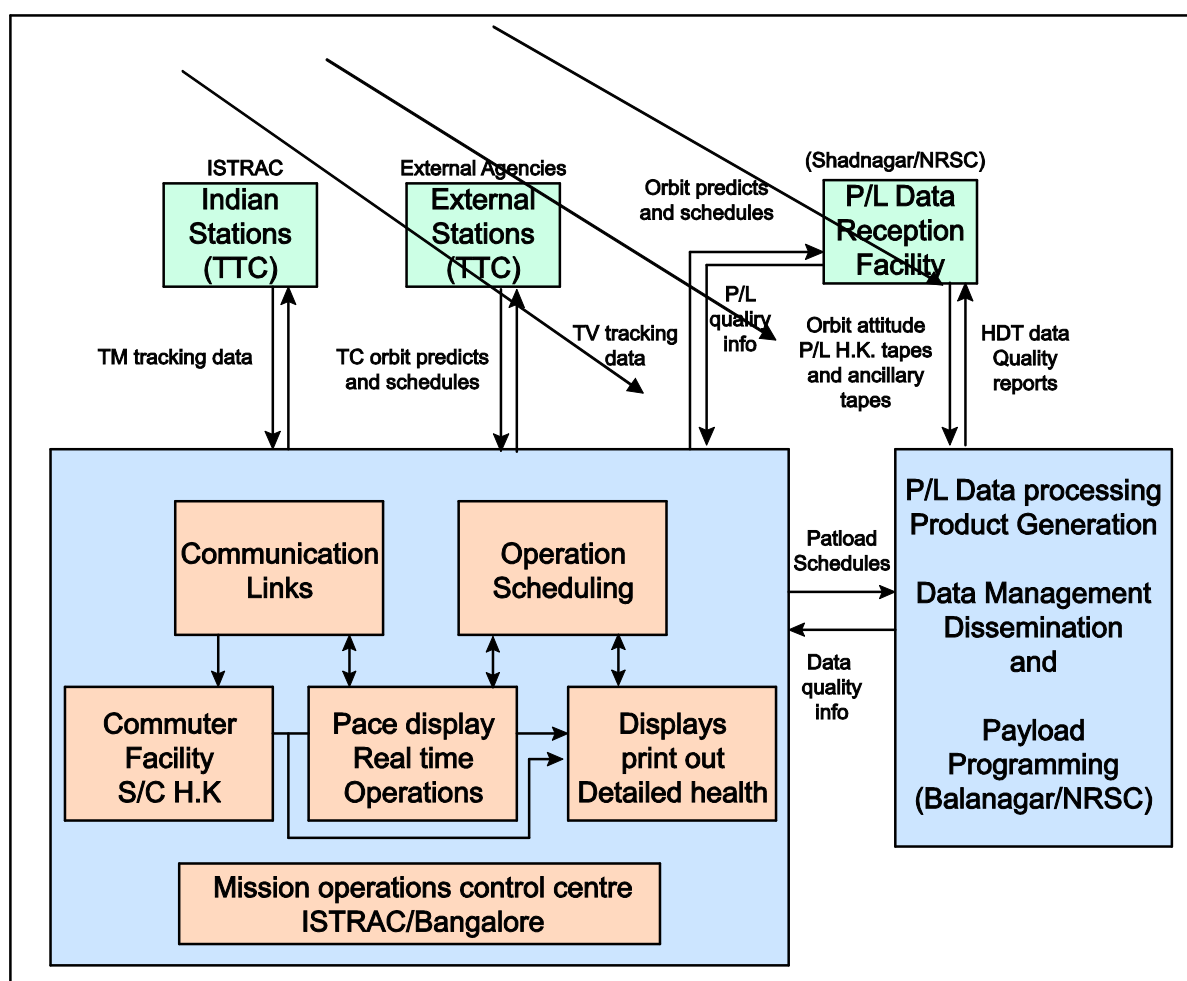 ISTRAC
Indian
Stations
(TTC)
External Agencies
External
Stations
(TTC)
(Shadnagar/NRSC)
P/L Data
Reception
Facility
Orbit predicts
and schedules
TM tracking data
TC orbit predicts
and schedules
TV tracking
data
P/L
qualiry
info
Orbit attitude
P/L H.K. tapes
and ancillary
tapes
HDT data
Quality
reports
Communication
Links
Operation
Scheduling
Commuter
Facility
S/C H.K
Pace display
Real time
Operations
Displays
print out
Detailed health
Mission operations control centre
ISTRAC/Bangalore
Patload
Schedules
Data
quality
info
P/L Data processing
Product Generation
Data Management
Dissemination
and
Payload
Programming
(Balanagar/NRSC)